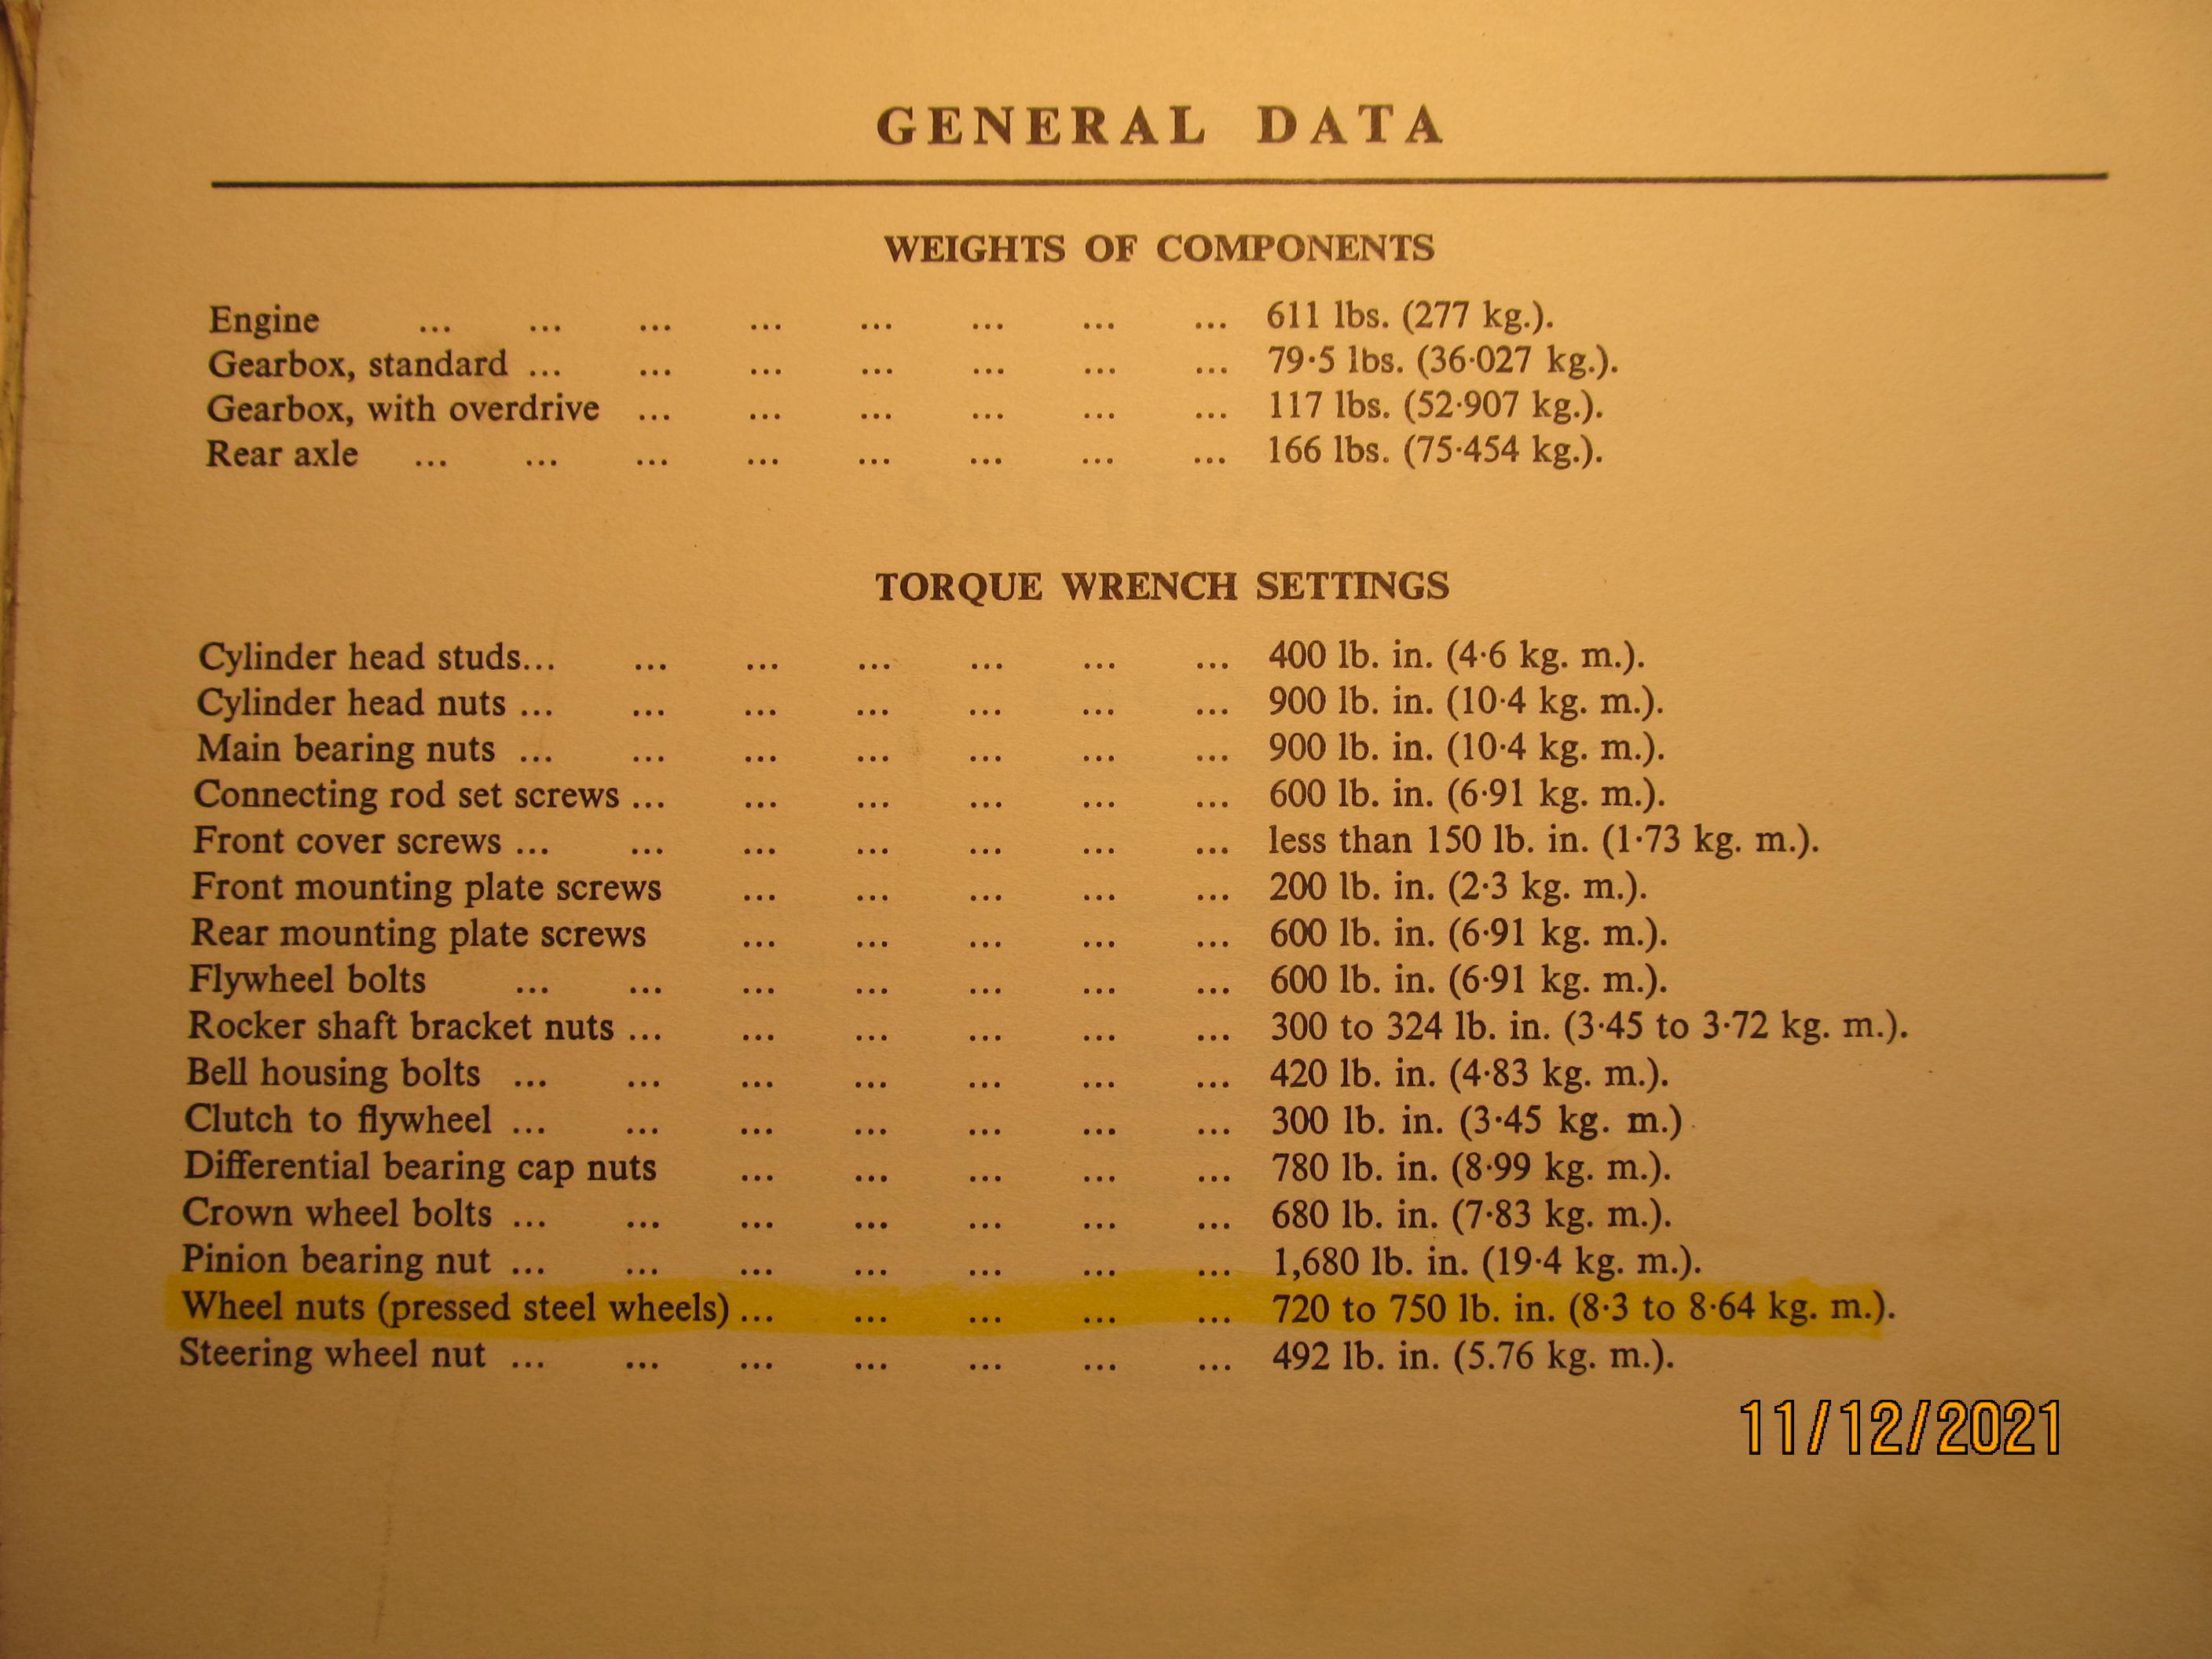 GENERAL DATA
WEIGHTS OF COMPONENTS
Engine ... ... ... ... ... ... ... ... 611 lbs. (277 kg.).
Gearbox, standard ... ... ... ... ... ... ... 79·5 lbs. (36·027 kg.).
Gearbox, with overdrive ... ... ... ... ... ... 117 lbs. (52·907 kg.).
Rear axle ... ... ... ... ... ... ... ... 166 lbs. (75·454 kg.).
TORQUE WRENCH SETTINGS
Cylinder head studs... ... ... ... ... ... ... 400 lb. in. (4·6 kg. m.).
Cylinder head nuts ... ... ... ... ... ... ... 900 lb. in. (10·4 kg. m.).
Main bearing nuts ... ... ... ... ... ... ... 900 lb. in. (10·4 kg. m.).
Connecting rod set screws ... ... ... ... ... ... 600 lb. in. (6·91 kg. m.).
Front cover screws ... ... ... ... ... ... ... less than 150 lb. in. (1·73 kg. m.).
Front mounting plate screws ... ... ... ... ... 200 lb. in. (2·3 kg. m.).
Rear mounting plate screws ... ... ... ... ... 600 lb. in. (6·91 kg. m.).
Flywheel bolts ... ... ... ... ... ... ... 600 lb. in. (6·91 kg. m.).
Rocker shaft bracket nuts ... ... ... ... ... ... 300 to 324 lb. in. (3·45 to 3·72 kg. m.).
Bell housing bolts ... ... ... ... ... ... ... 420 lb. in. (4·83 kg. m.).
Clutch to flywheel ... ... ... ... ... ... ... 300 lb. in. (3·45 kg. m.)
Differential bearing cap nuts ... ... ... ... ... 780 lb. in. (8·99 kg. m.).
Crown wheel bolts ... ... ... ... ... ... ... 680 lb. in. (7·83 kg. m.).
Pinion bearing nut ... ... ... ... ... ... ... 1,680 lb. in. (19·4 kg. m.).
Wheel nuts (pressed steel wheels) ... ... ... ... ... 720 to 750 lb. in. (8·3 to 8·64 kg. m.).
Steering wheel nut ... ... ... ... ... ... ... 492 lb. in. (5.76 kg. m.).
11/12/2021